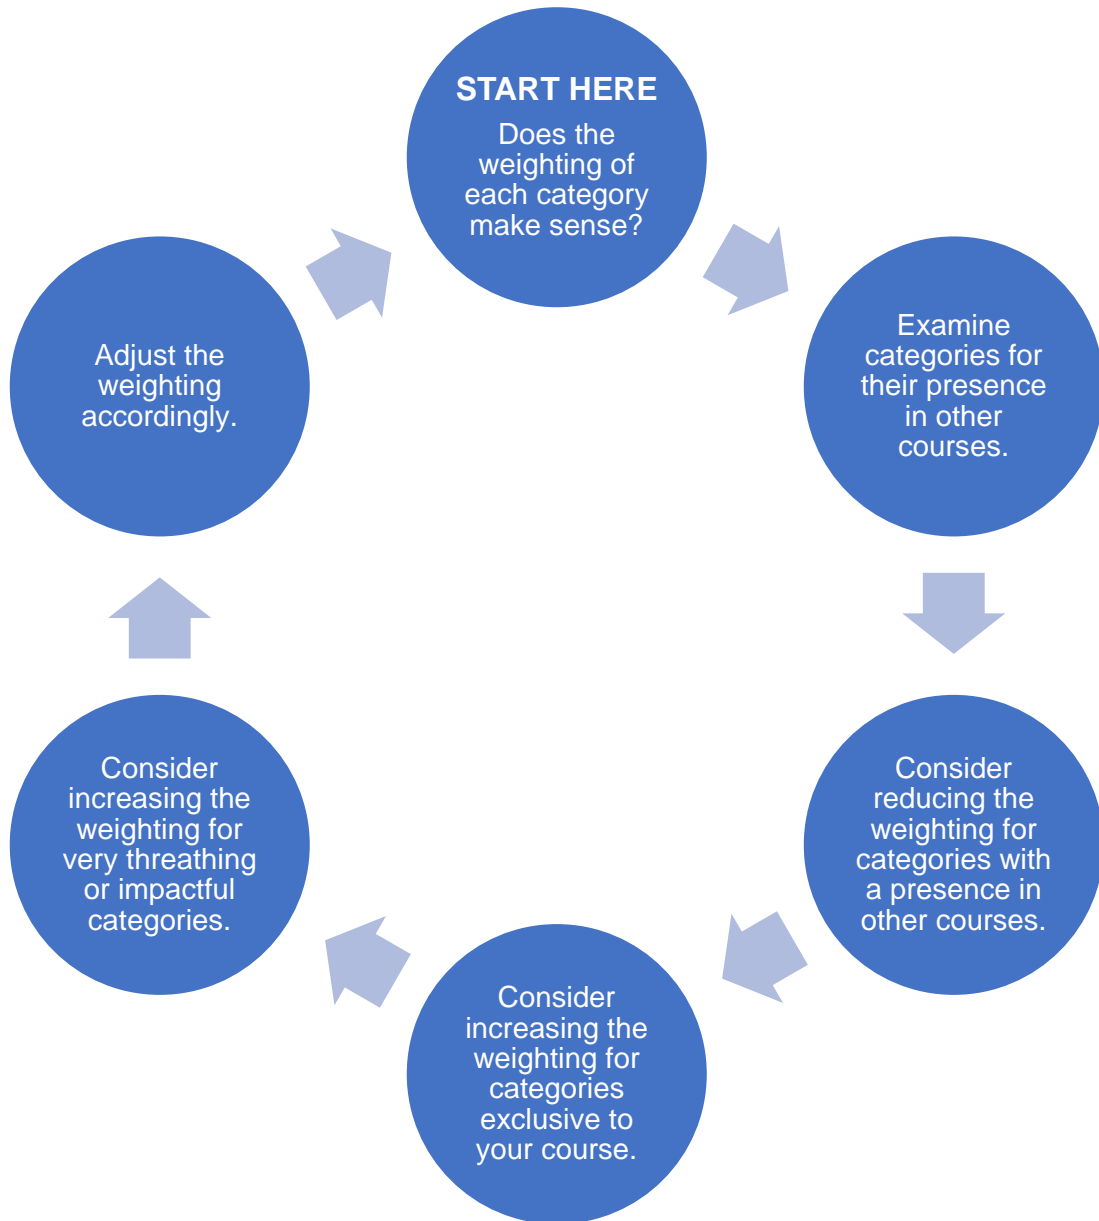 START HERE
Does the
weighting of
each category
make sense?
Examine
categories for
their presence
in other
courses.
Consider
reducing the
weighting for
categories with
a presence in
other courses.
Consider
increasing the
weighting for
categories
exclusive to
your course.
Consider
increasing the
weighting for
very threathing
or impactful
categories.
Adjust the
weighting
accordingly.